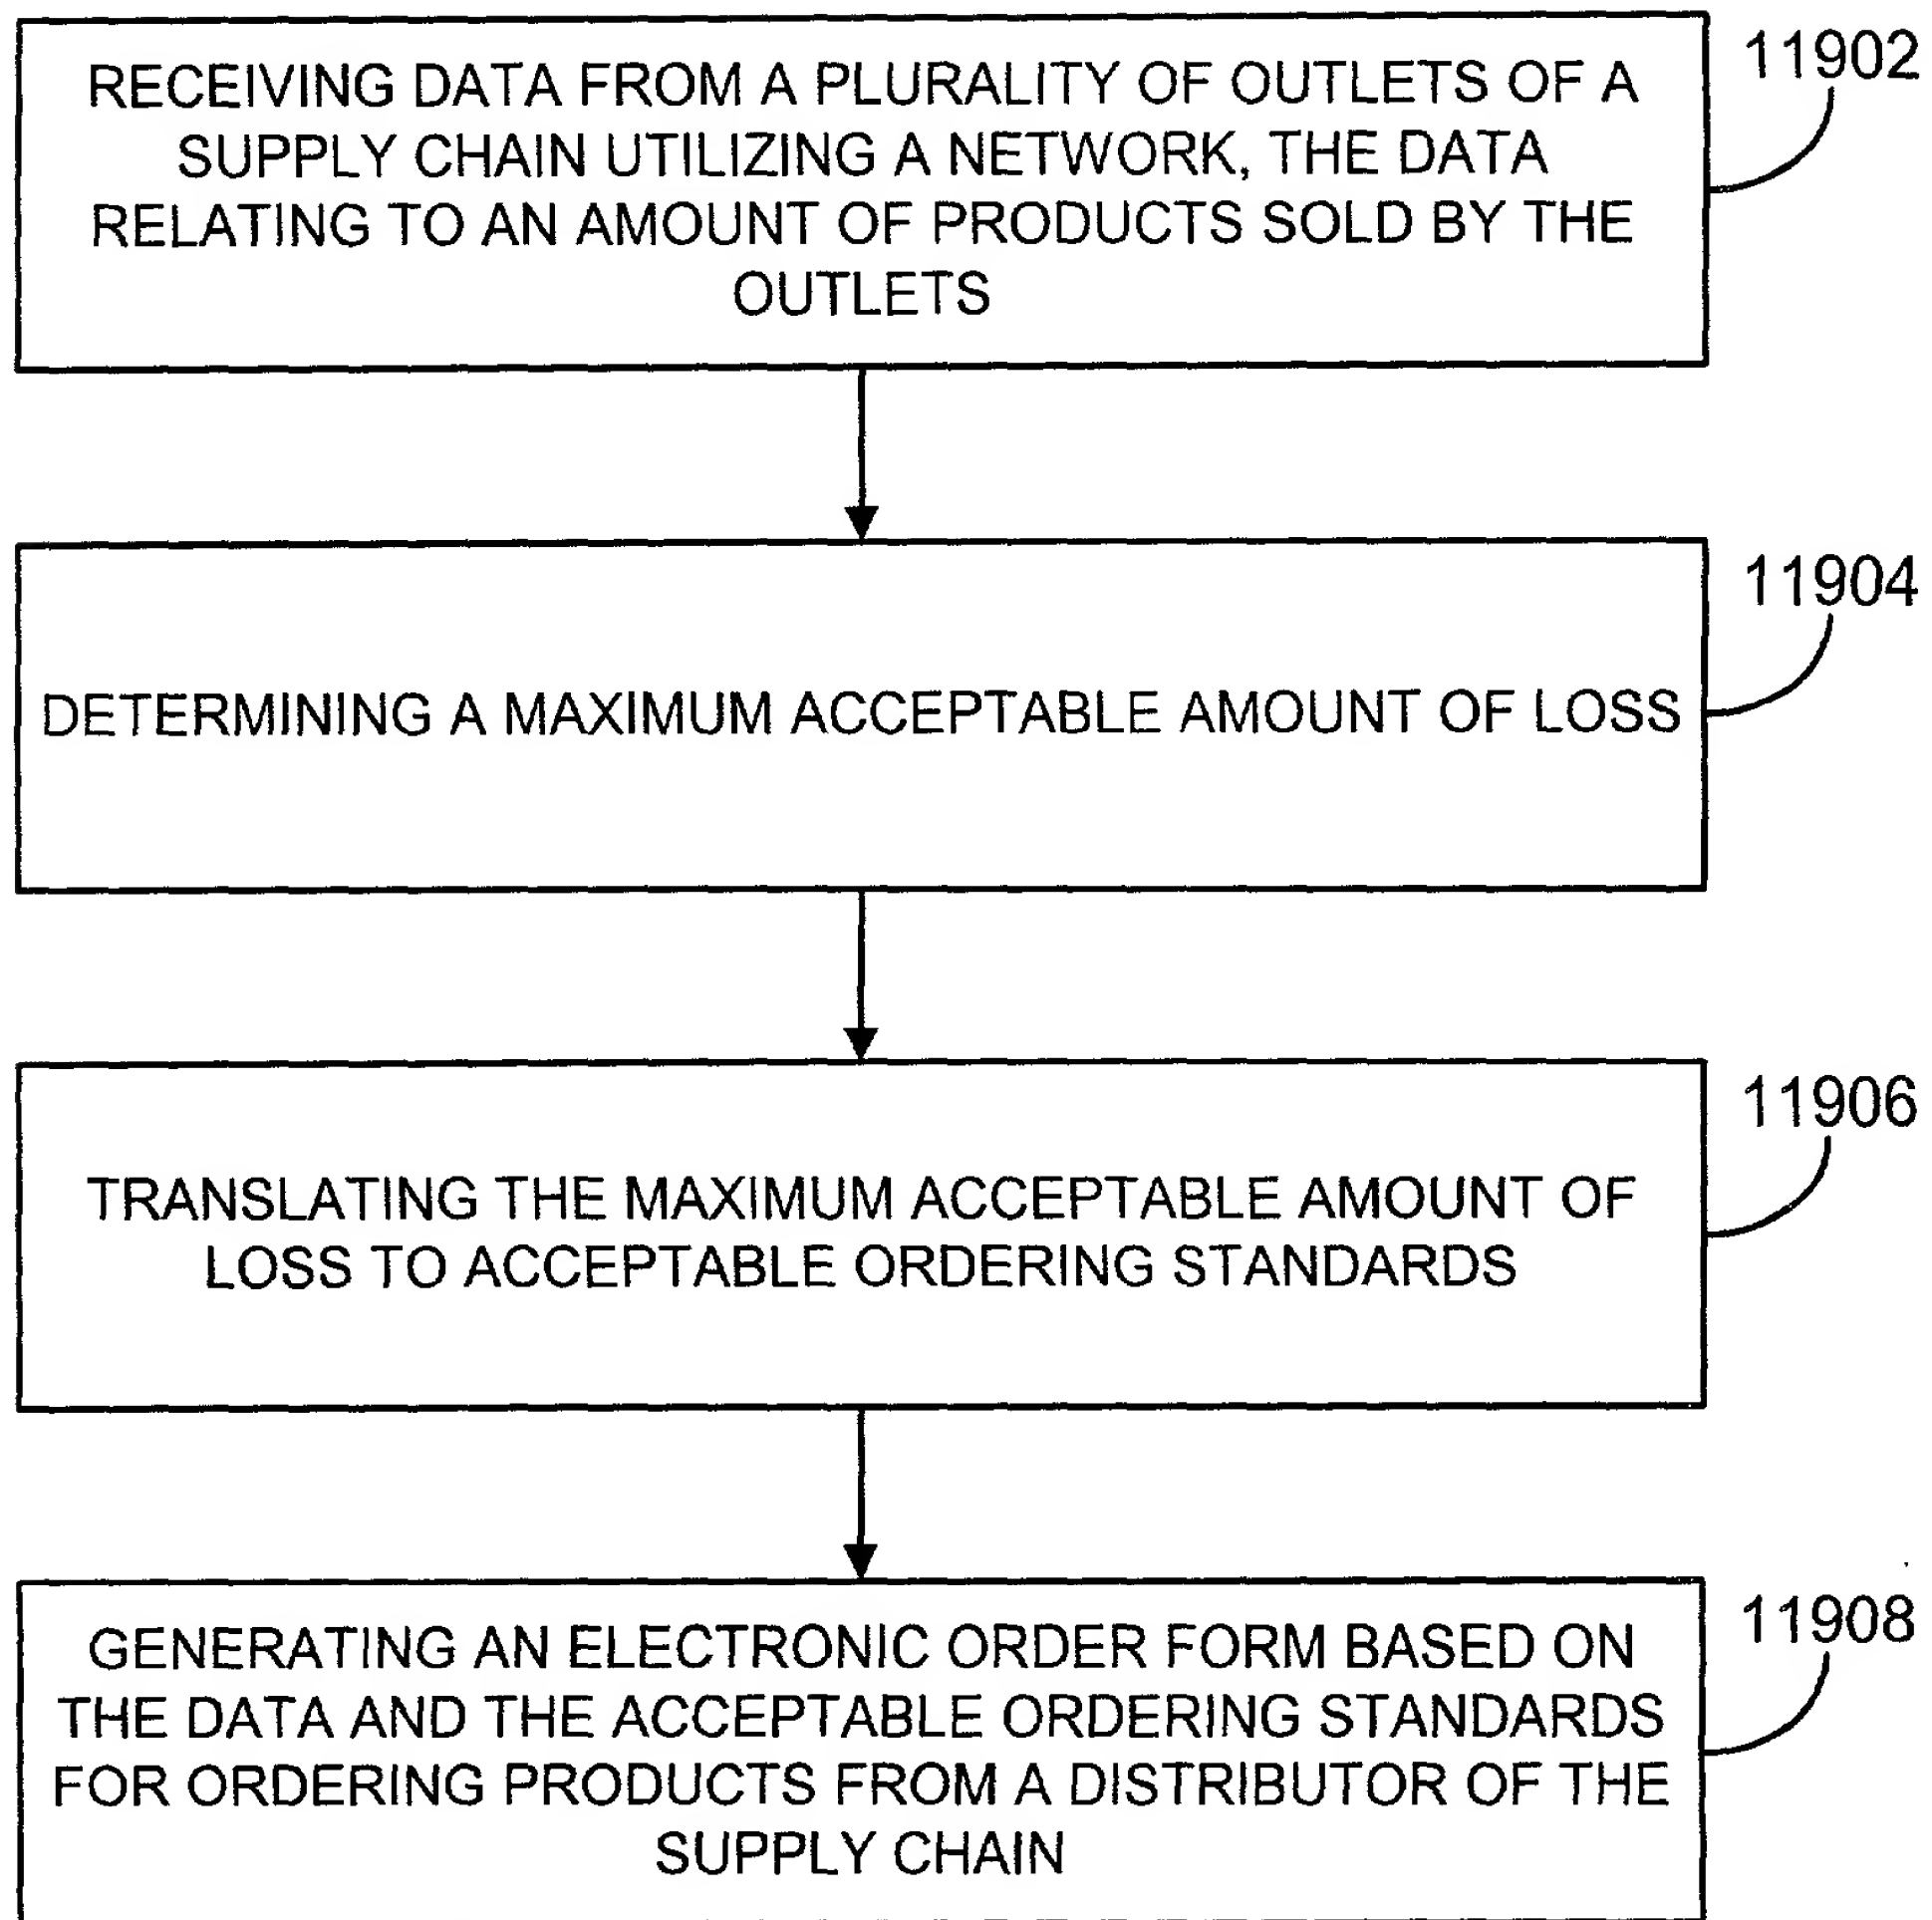 RECEIVING DATA FROM A PLURALITY OF OUTLETS OF A
SUPPLY CHAIN UTILIZING A NETWORK, THE DATA
RELATING TO AN AMOUNT OF PRODUCTS SOLD BY THE
OUTLETS
11902
DETERMINING A MAXIMUM ACCEPTABLE AMOUNT OF LOSS
11904
TRANSLATING THE MAXIMUM ACCEPTABLE AMOUNT OF
LOSS TO ACCEPTABLE ORDERING STANDARDS
11906
GENERATING AN ELECTRONIC ORDER FORM BASED ON
THE DATA AND THE ACCEPTABLE ORDERING STANDARDS
FOR ORDERING PRODUCTS FROM A DISTRIBUTOR OF THE
SUPPLY CHAIN
11908